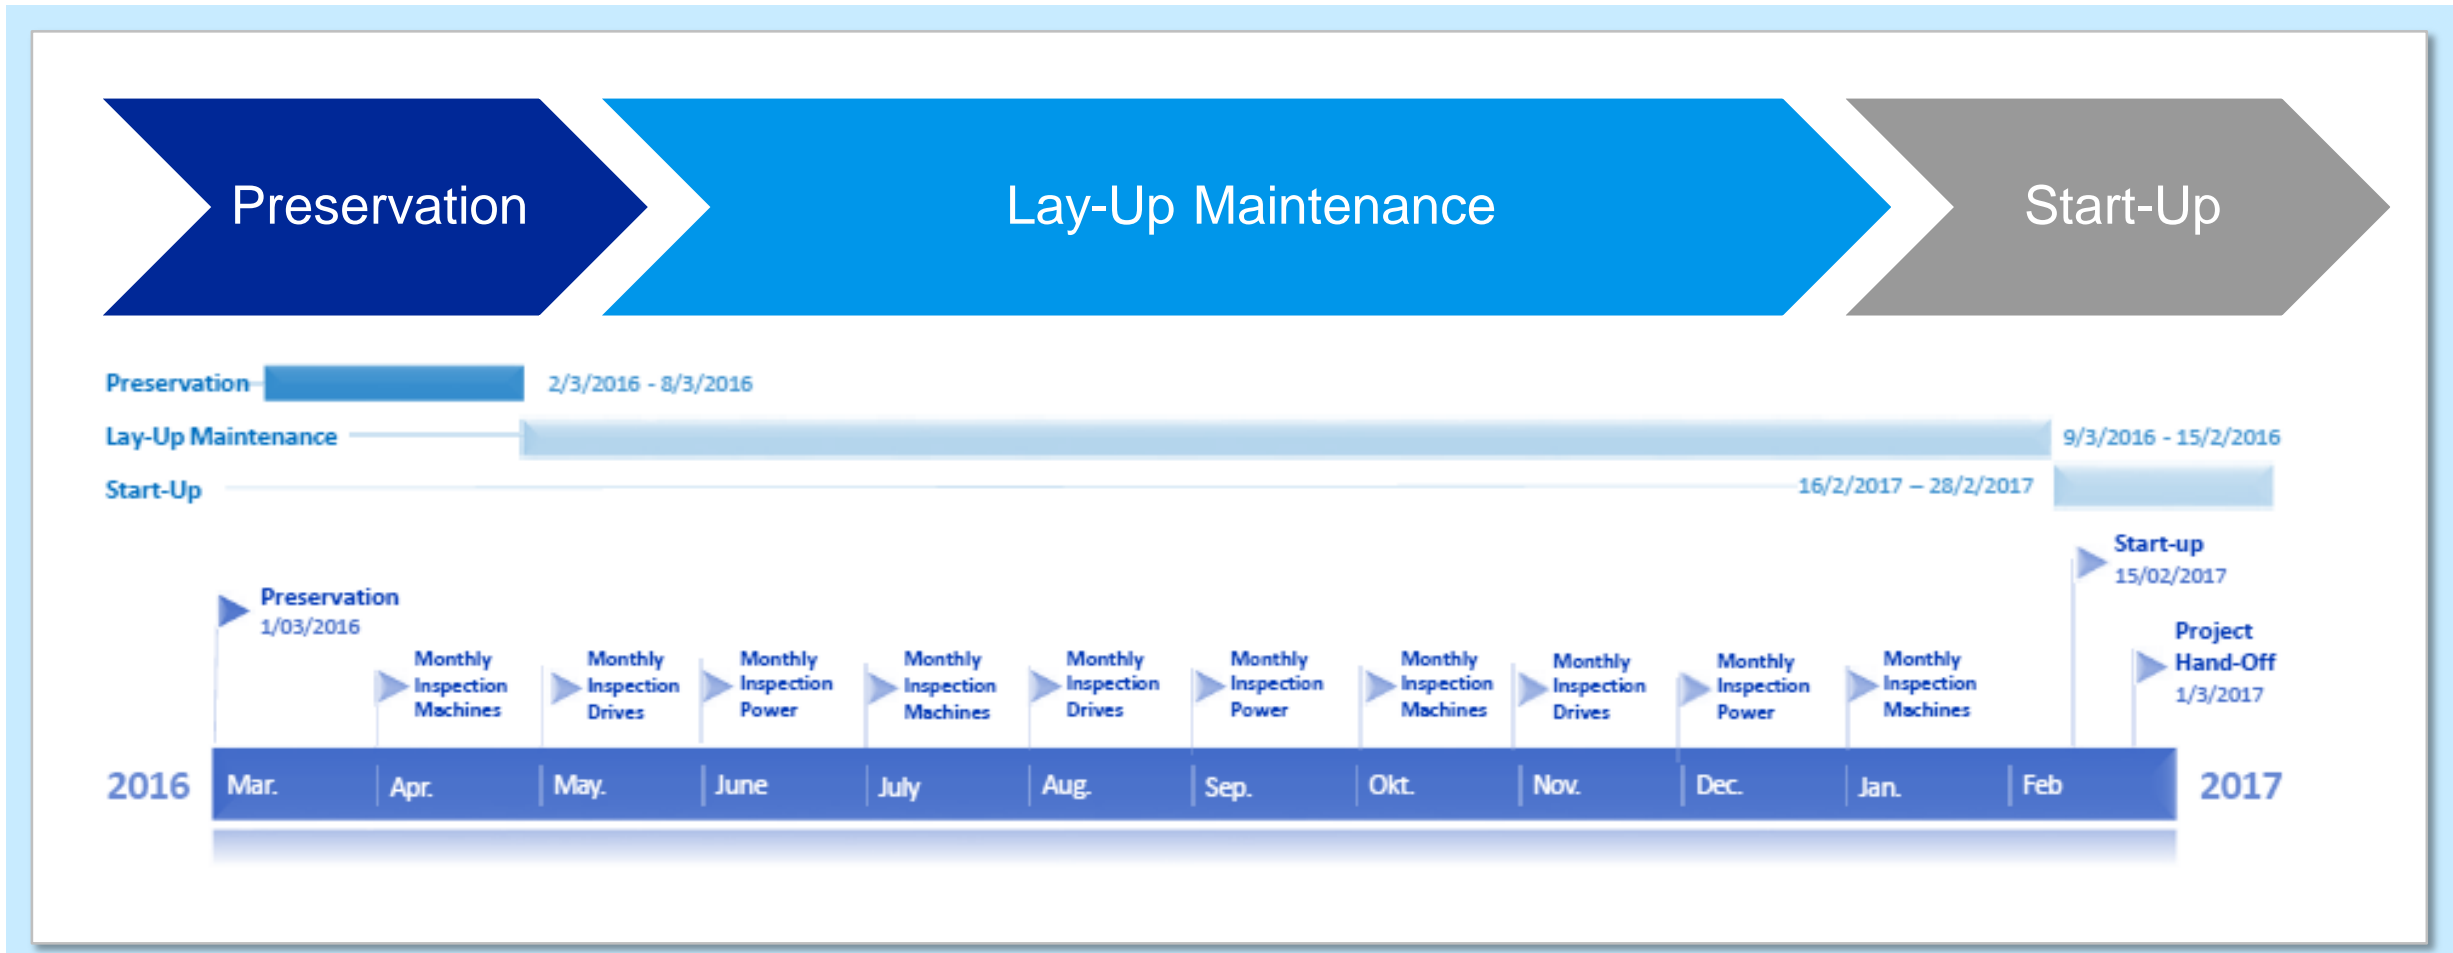 Preservation
Lay-Up Maintenance
Start-Up
Preservation
2/3/2016 - 8/3/2016
Lay-Up Maintenance
9/3/2016 - 15/2/2016
Start-Up
16/2/2017 – 28/2/2017
Start-up
15/02/2017
Preservation
1/03/2016
Project
Hand-Off
1/3/2017
Monthly
Inspection
Machines
Monthly
Inspection
Drives
Monthly
Inspection
Power
Monthly
Inspection
Machines
Monthly
Inspection
Drives
Monthly
Inspection
Power
Monthly
Inspection
Machines
Monthly
Inspection
Drives
Monthly
Inspection
Power
Monthly
Inspection
Machines
2016 Mar. Apr. May. June July Aug. Sep. Okt. Nov. Dec. Jan. Feb 2017